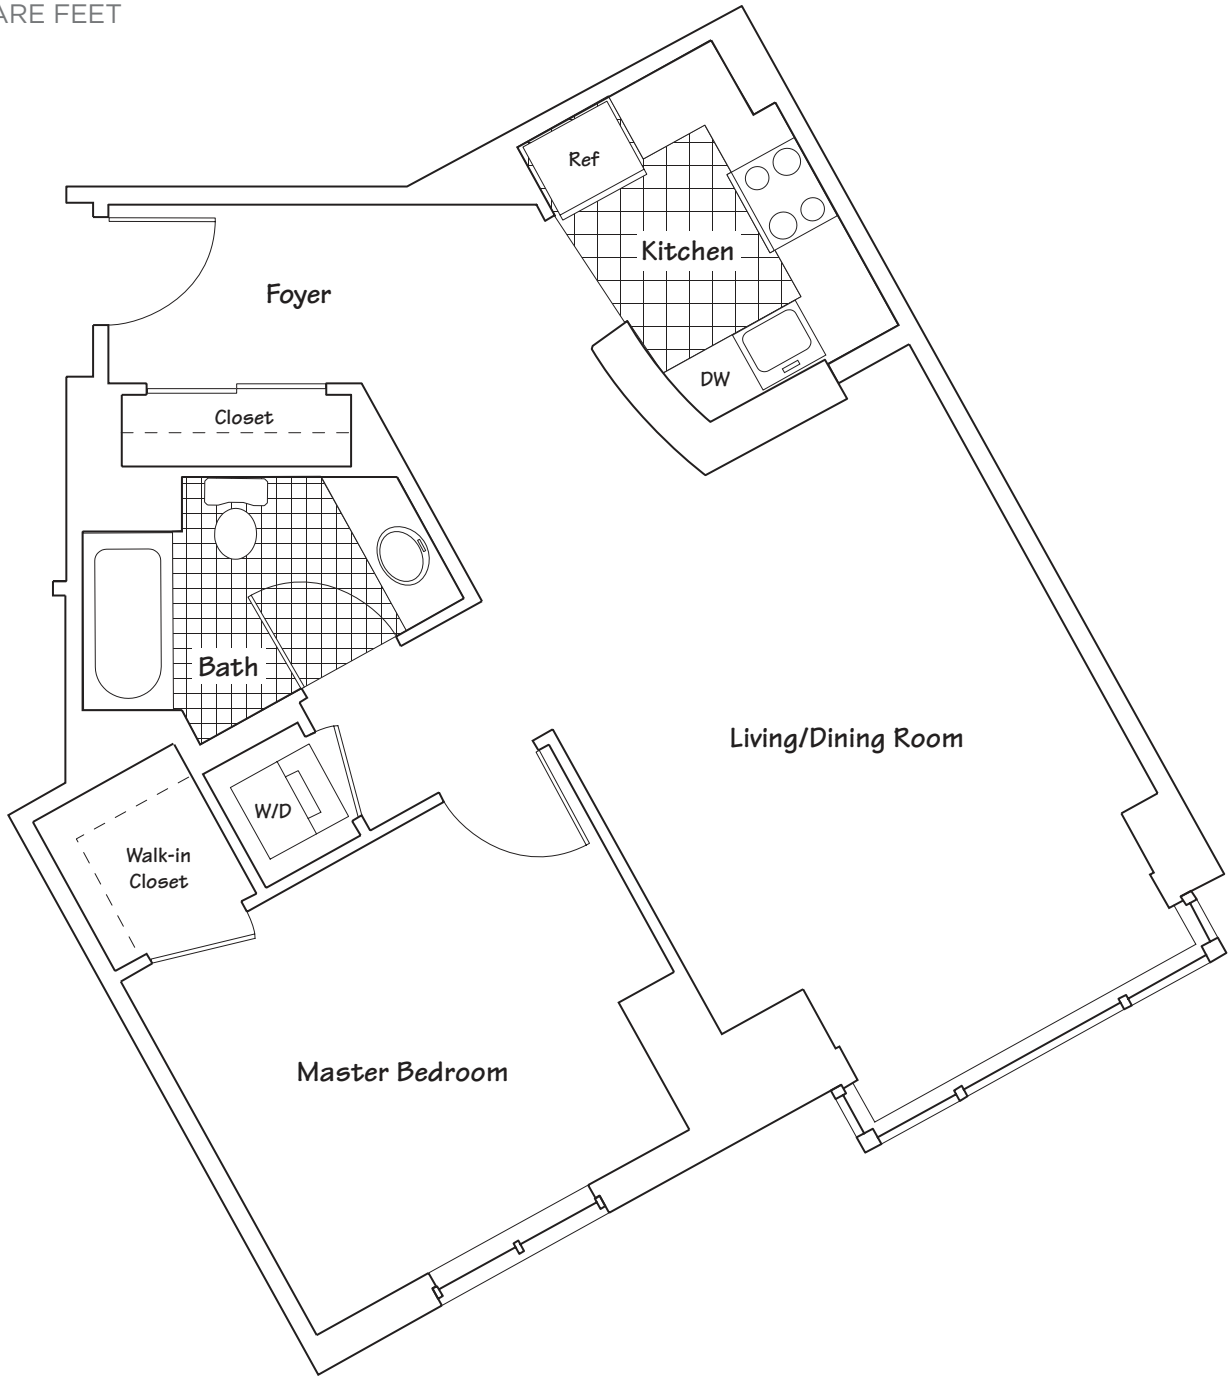 ARE FEET
Ref
Kitchen
Foyer
DW
Closet
Bath
Living/Dining Room
W/D
Walk-in
Closet
Master Bedroom